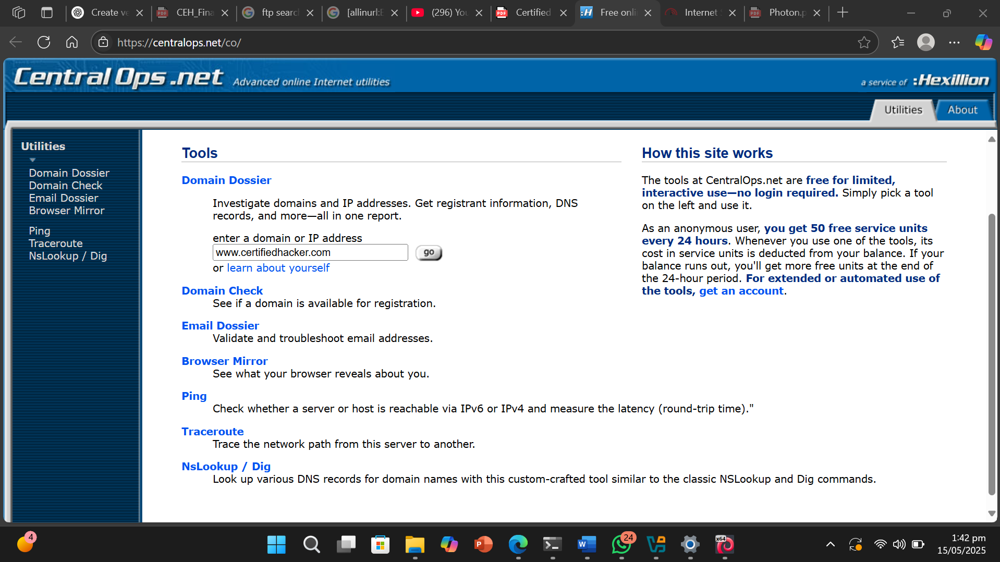 Create ve
CEH_Fina
ftp searc
[allinurl:E
(296) You
Certified
Free onli
Internet S
Photon.p
https://centralops.net/co/
CentralOps.net Advanced online Internet utilities
a service of :Hexillion
Utilities
About
Utilities
Domain Dossier
Domain Check
Email Dossier
Browser Mirror
Ping
Traceroute
NsLookup / Dig
Tools
Domain Dossier
Investigate domains and IP addresses. Get registrant information, DNS
records, and more—all in one report.
enter a domain or IP address
www.certifiedhacker.com
go
or learn about yourself
Domain Check
See if a domain is available for registration.
Email Dossier
Validate and troubleshoot email addresses.
Browser Mirror
See what your browser reveals about you.
Ping
Check whether a server or host is reachable via IPv6 or IPv4 and measure the latency (round-trip time)."
Traceroute
Trace the network path from this server to another.
NsLookup / Dig
Look up various DNS records for domain names with this custom-crafted tool similar to the classic NSLookup and Dig commands.
How this site works
The tools at CentralOps.net are free for limited,
interactive use—no login required. Simply pick a tool
on the left and use it.
As an anonymous user, you get 50 free service units
every 24 hours. Whenever you use one of the tools, its
cost in service units is deducted from your balance. If your
balance runs out, you'll get more free units at the end of
the 24-hour period. For extended or automated use of
the tools, get an account.
4
24
x64
1:42 pm
15/05/2025